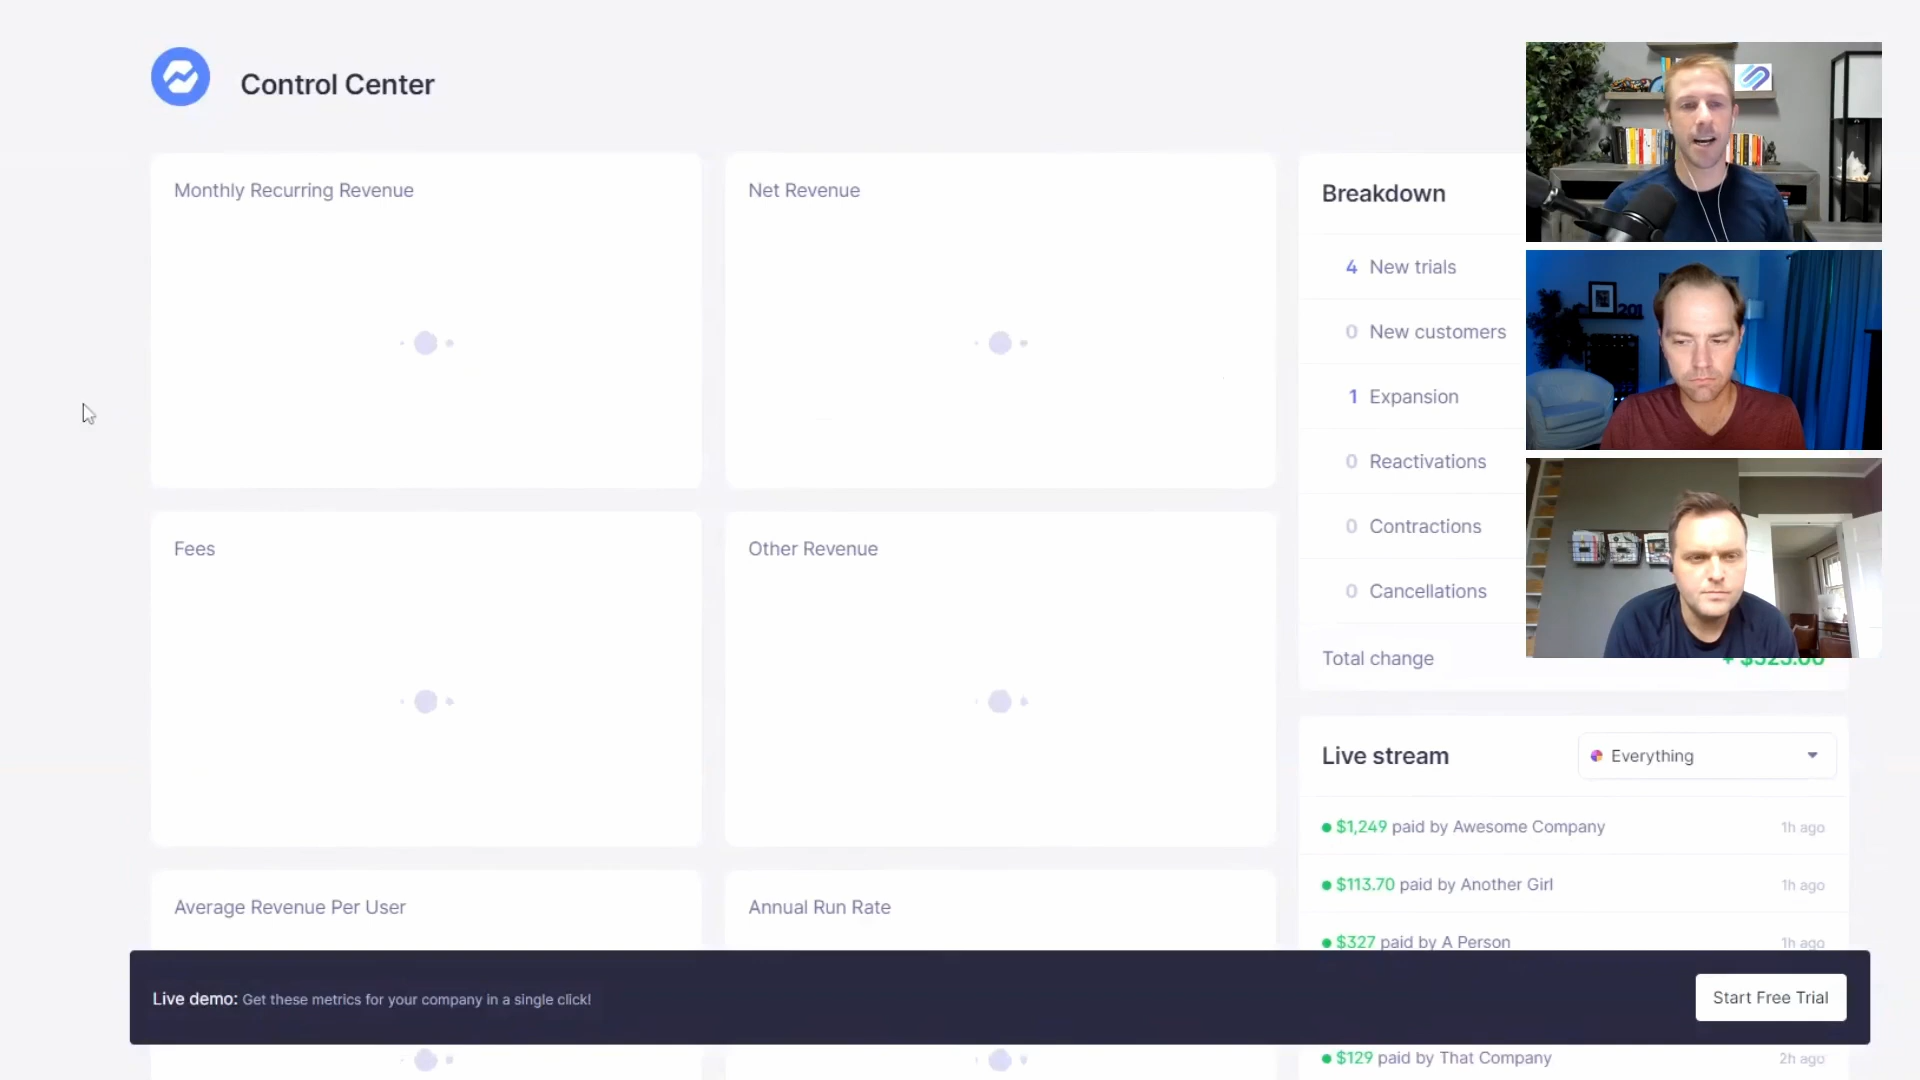 Control Center
Monthly Recurring Revenue
Net Revenue
Fees
Other Revenue
Average Revenue Per User
Annual Run Rate
Breakdown
4 New trials
0 New customers
1 Expansion
0 Reactivations
0 Contractions
0 Cancellations
Total change
Live stream
Everything
$1,249 paid by Awesome Company 1h ago
$113.70 paid by Another Girl 1h ago
$327 paid by A Person 1h ago
Live demo: Get these metrics for your company in a single click!
Start Free Trial
$129 paid by That Company 2h ago